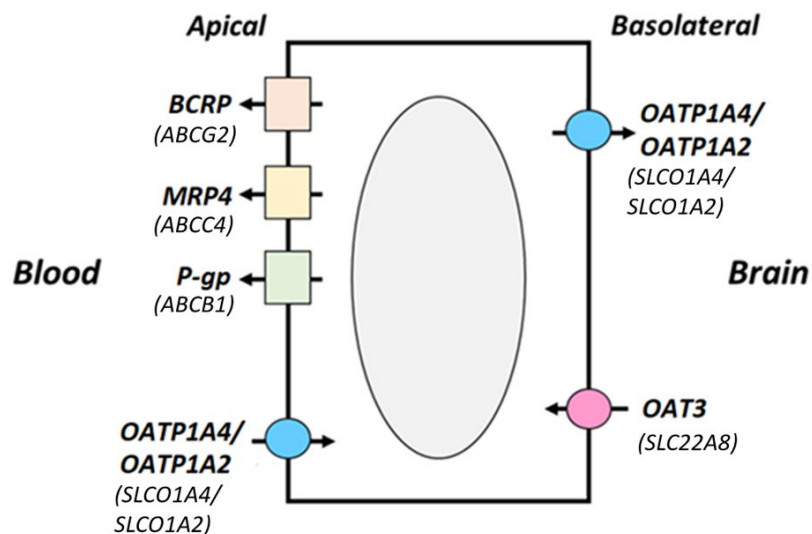 Apical
Basolateral
BCRP
(ABCG2)
MRP4
(ABCC4)
P-gp
(ABCB1)
Blood
OATP1A4/
OATP1A2
(SLCO1A4/
SLCO1A2)
OATP1A4/
OATP1A2
(SLCO1A4/
SLCO1A2)
Brain
OAT3
(SLC22A8)